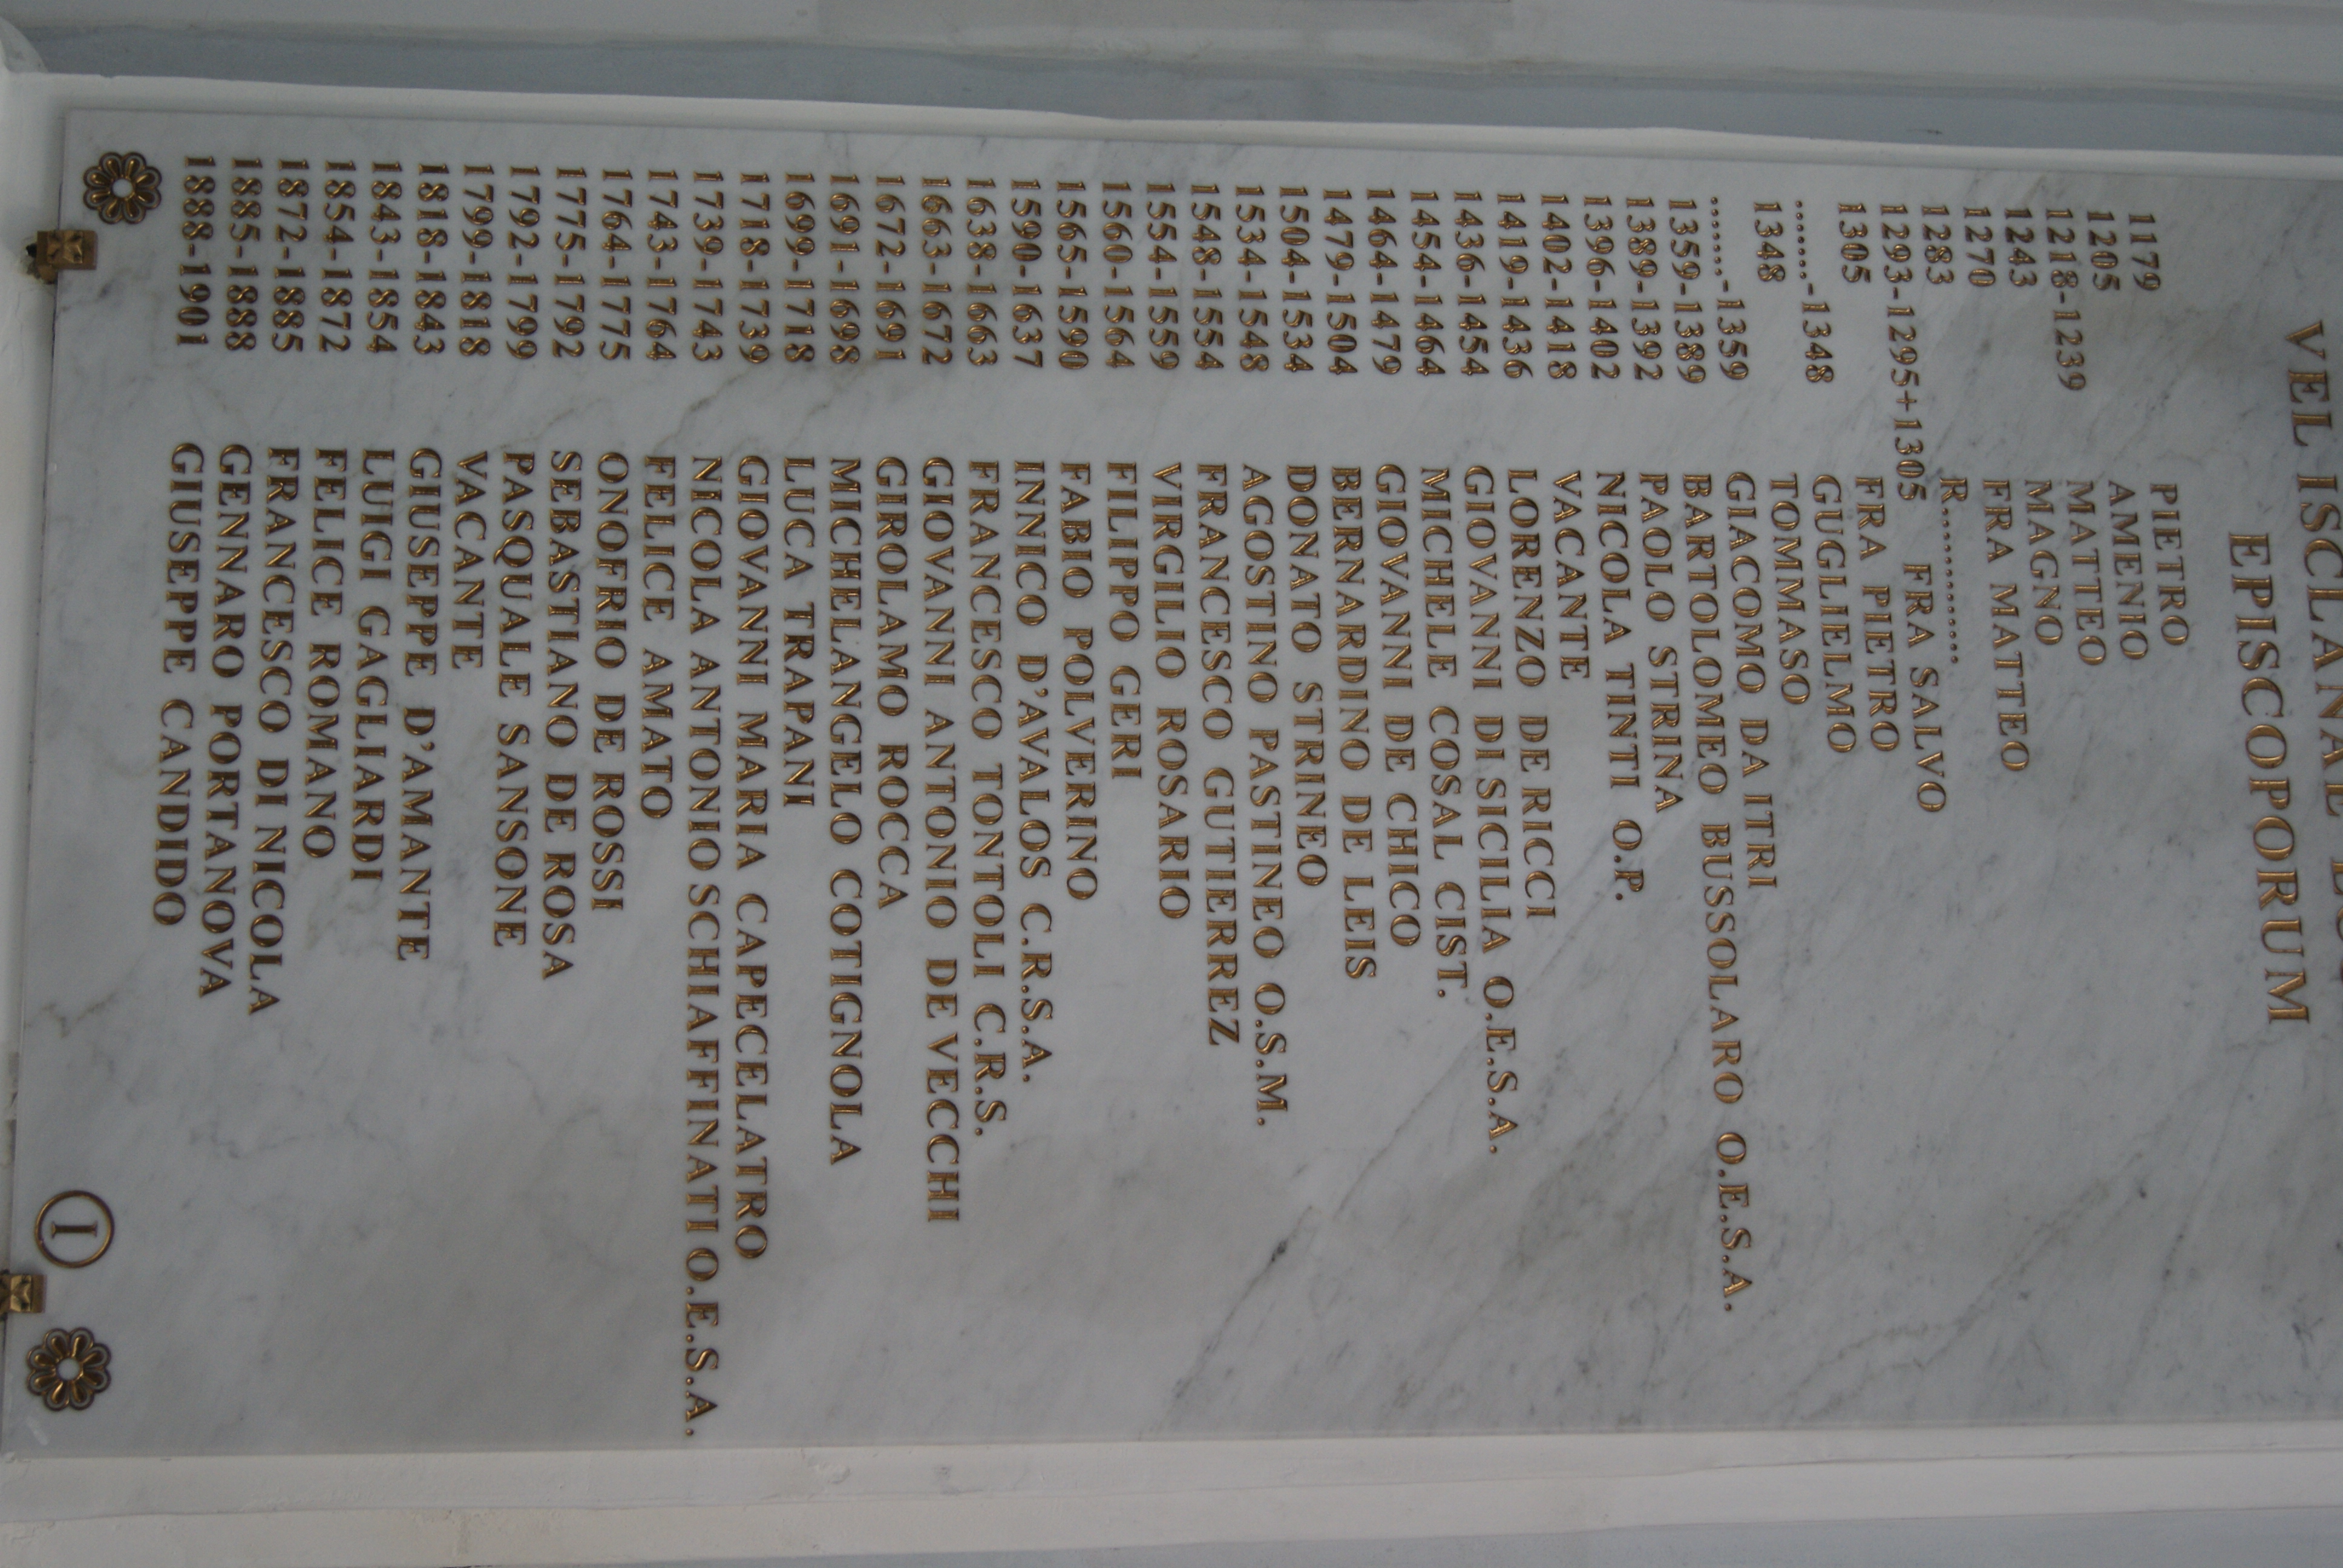 VEL ISCLANAE
EPISCOPORUM
1179 PIETRO
1205 AMENIO
1218-1239 MATTEO
1243 MAGNO
1270 FRA MATTEO
1283 R.............
1293-1295+1305 FRA SALVO
1305 FRA PIETRO
.......-1348 GUGLIELMO
1348 TOMMASO
.......-1359 GIACOMO DA ITRI
1359-1389 BARTOLOMEO BUSSOLARO O.E.S.A.
1389-1392 PAOLO STRINA
1396-1402 NICOLA TINTI O.P.
1402-1418 VACANTE
1419-1436 LORENZO DE RICCI
1436-1454 GIOVANNI DI SICILIA O.E.S.A.
1454-1464 MICHELE COSAL CIST.
1464-1479 GIOVANNI DE CHICO
1479-1504 BERNARDINO DE LEIS
1504-1534 DONATO STRINEO
1534-1548 AGOSTINO PASTINEO O.S.M.
1548-1554 FRANCESCO GUTIERREZ
1554-1559 VIRGILIO ROSARIO
1560-1564 FILIPPO GERI
1565-1590 FABIO POLVERINO
1590-1637 INNICO D'AVALOS C.R.S.A.
1638-1663 FRANCESCO TONTOLI C.R.S.
1663-1672 GIOVANNI ANTONIO DE VECCHI
1672-1691 GIROLAMO ROCCA
1691-1698 MICHELANGELO COTIGNOLA
1699-1718 LUCA TRAPANI
1718-1739 GIOVANNI MARIA CAPECELATRO
1739-1743 NICOLA ANTONIO SCHIAFFINATI O.E.S.A.
1743-1764 FELICE AMATO
1764-1775 ONOFRIO DE ROSSI
1775-1792 SEBASTIANO DE ROSA
1792-1799 PASQUALE SANSONE
1799-1818 VACANTE
1818-1843 GIUSEPPE D'AMANTE
1843-1854 LUIGI GAGLIARDI
1854-1872 FELICE ROMANO
1872-1885 FRANCESCO DI NICOLA
1885-1888 GENNARO PORTANOVA
1888-1901 GIUSEPPE CANDIDO
I